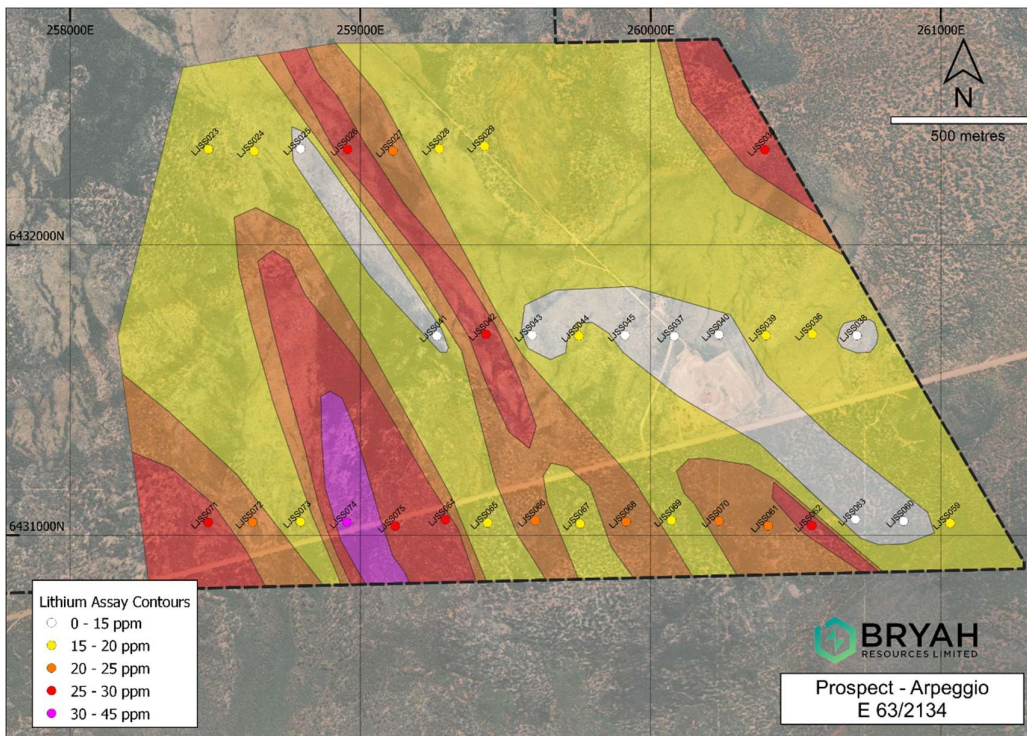 258000E
259000E
260000E
261000E
N
500 metres
LJSS023
LJSS024
LJSS025
LJSS026
LJSS027
LJSS028
LJSS029
6432000N
LJSS041
LJSS042
LJSS043
LJSS044
LJSS045
LJSS037
LJSS040
LJSS039
LJSS036
LJSS038
6431000N
LJSS071
LJSS072
LJSS073
LJSS074
LJSS075
LJSS064
LJSS065
LJSS066
LJSS067
LJSS068
LJSS069
LJSS070
LJSS061
LJSS062
LJSS063
LJSS060
LJSS059
Lithium Assay Contours
0 - 15 ppm
15 - 20 ppm
20 - 25 ppm
25 - 30 ppm
30 - 45 ppm
BRYAH
RESOURCES LIMITED
Prospect - Arpeggio
E 63/2134